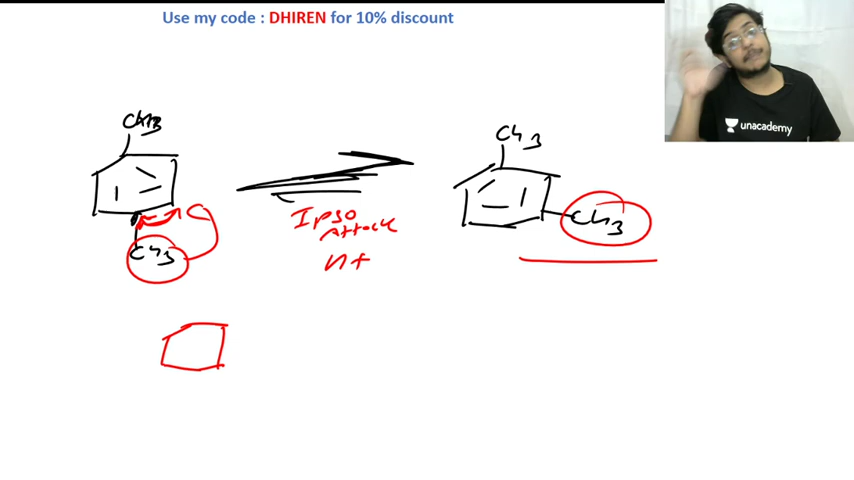 Use my code : DHIREN for 10% discount
unacademy
CH3
CH3
CH3
CH3
Ipso
Attack
H+